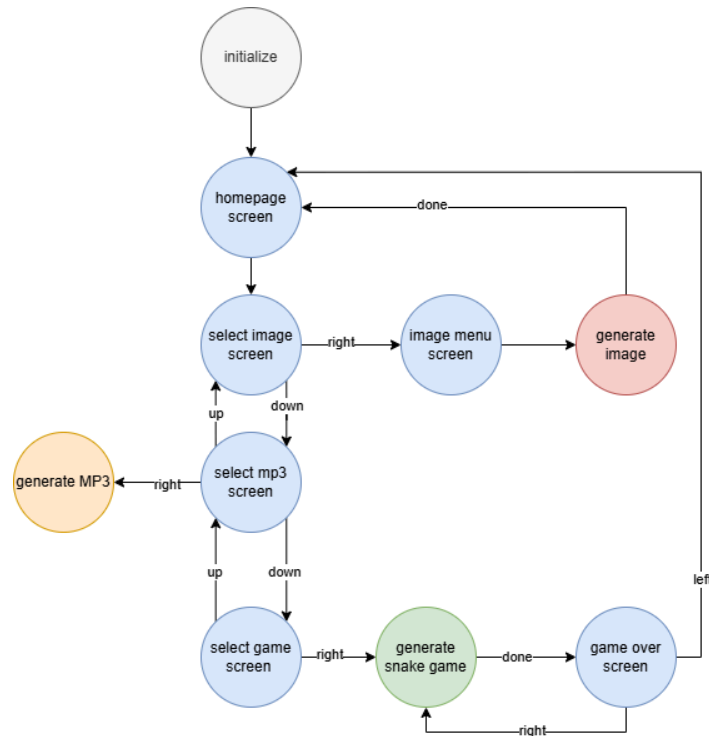 initialize
homepage
screen
done
select image
screen
right
image menu
screen
generate
image
up
down
generate MP3
right
select mp3
screen
up
down
left
select game
screen
right
generate
snake game
done
game over
screen
right